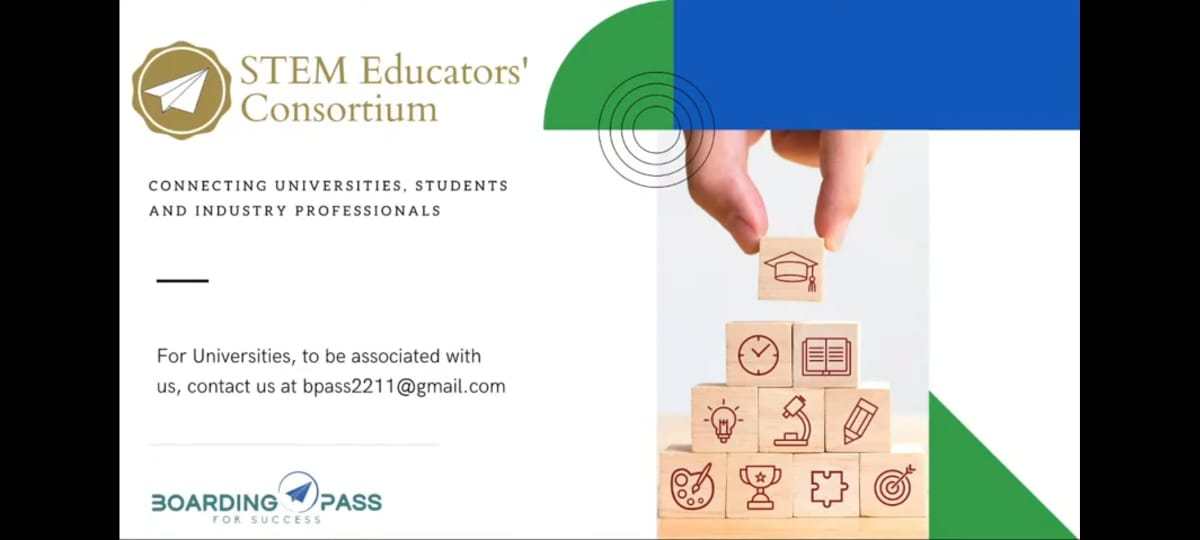 STEM Educators'
Consortium
CONNECTING UNIVERSITIES, STUDENTS
AND INDUSTRY PROFESSIONALS
For Universities, to be associated with
us, contact us at bpass2211@gmail.com
BOARDING PASS
FOR SUCCESS